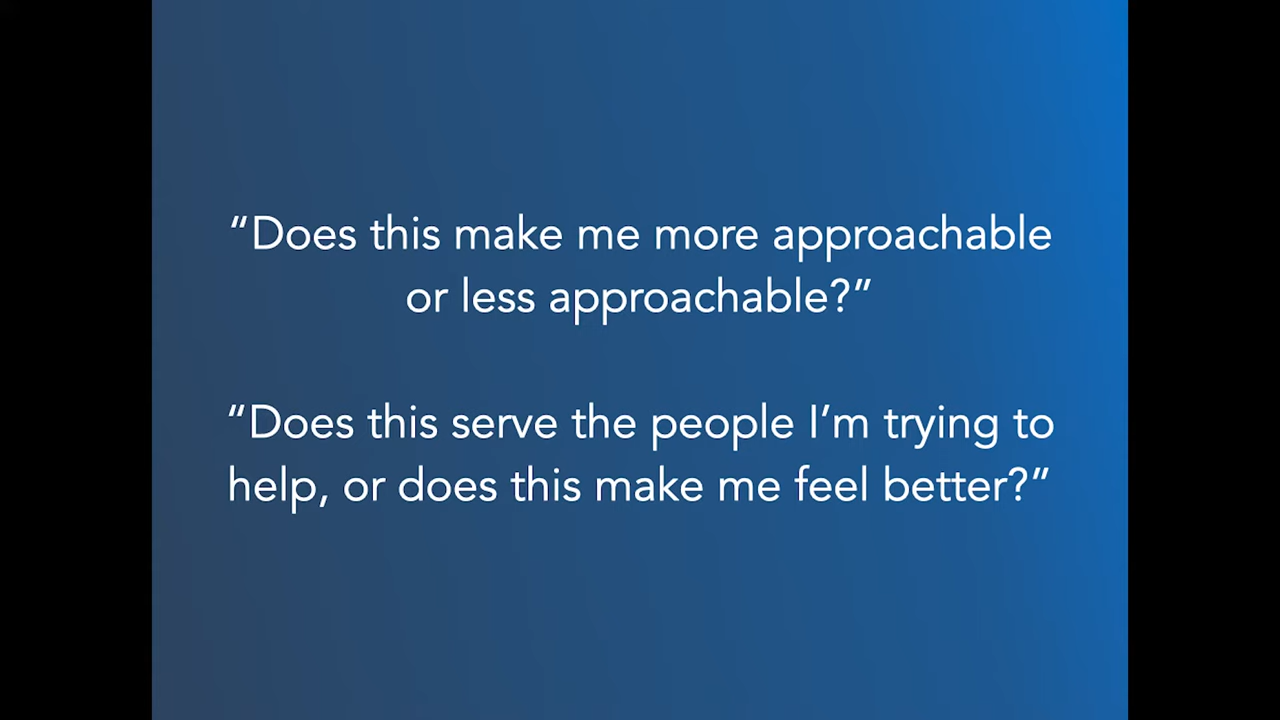 “Does this make me more approachable
or less approachable?”
“Does this serve the people I’m trying to
help, or does this make me feel better?”